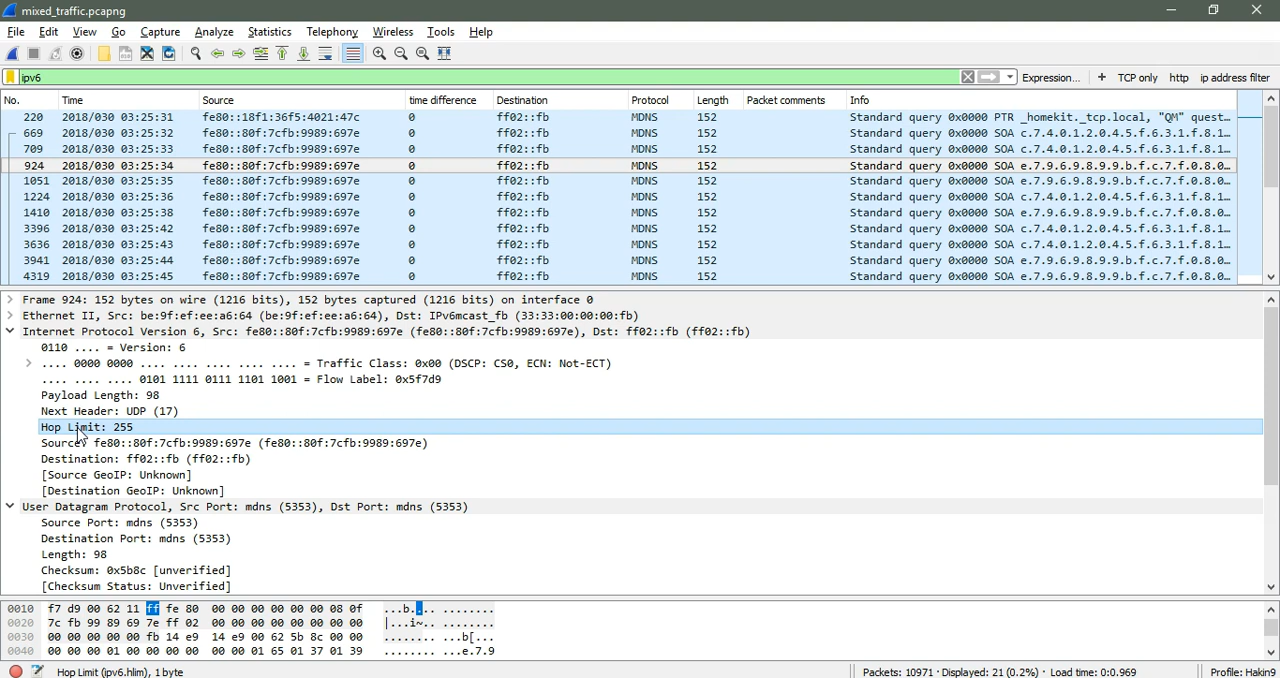 mixed_traffic.pcapng
File Edit View Go Capture Analyze Statistics Telephony Wireless Tools Help
ipv6 Expression... + TCP only http ip address filter
No. Time Source time difference Destination Protocol Length Packet comments Info
220 2018/030 03:25:31 fe80::18f1:36f5:4021:47c 0 ff02::fb MDNS 152 Standard query 0x0000 PTR _homekit._tcp.local, "QM" quest…
669 2018/030 03:25:32 fe80::80f:7cfb:9989:697e 0 ff02::fb MDNS 152 Standard query 0x0000 SOA c.7.4.0.1.2.0.4.5.f.6.3.1.f.8.1…
709 2018/030 03:25:33 fe80::80f:7cfb:9989:697e 0 ff02::fb MDNS 152 Standard query 0x0000 SOA c.7.4.0.1.2.0.4.5.f.6.3.1.f.8.1…
924 2018/030 03:25:34 fe80::80f:7cfb:9989:697e 0 ff02::fb MDNS 152 Standard query 0x0000 SOA e.7.9.6.9.8.9.9.b.f.c.7.f.0.8.0…
1051 2018/030 03:25:35 fe80::80f:7cfb:9989:697e 0 ff02::fb MDNS 152 Standard query 0x0000 SOA e.7.9.6.9.8.9.9.b.f.c.7.f.0.8.0…
1224 2018/030 03:25:36 fe80::80f:7cfb:9989:697e 0 ff02::fb MDNS 152 Standard query 0x0000 SOA c.7.4.0.1.2.0.4.5.f.6.3.1.f.8.1…
1410 2018/030 03:25:38 fe80::80f:7cfb:9989:697e 0 ff02::fb MDNS 152 Standard query 0x0000 SOA e.7.9.6.9.8.9.9.b.f.c.7.f.0.8.0…
3396 2018/030 03:25:42 fe80::80f:7cfb:9989:697e 0 ff02::fb MDNS 152 Standard query 0x0000 SOA c.7.4.0.1.2.0.4.5.f.6.3.1.f.8.1…
3636 2018/030 03:25:43 fe80::80f:7cfb:9989:697e 0 ff02::fb MDNS 152 Standard query 0x0000 SOA c.7.4.0.1.2.0.4.5.f.6.3.1.f.8.1…
3941 2018/030 03:25:44 fe80::80f:7cfb:9989:697e 0 ff02::fb MDNS 152 Standard query 0x0000 SOA e.7.9.6.9.8.9.9.b.f.c.7.f.0.8.0…
4319 2018/030 03:25:45 fe80::80f:7cfb:9989:697e 0 ff02::fb MDNS 152 Standard query 0x0000 SOA e.7.9.6.9.8.9.9.b.f.c.7.f.0.8.0…
Frame 924: 152 bytes on wire (1216 bits), 152 bytes captured (1216 bits) on interface 0
Ethernet II, Src: be:9f:ef:ee:a6:64 (be:9f:ef:ee:a6:64), Dst: IPv6mcast_fb (33:33:00:00:00:fb)
Internet Protocol Version 6, Src: fe80::80f:7cfb:9989:697e (fe80::80f:7cfb:9989:697e), Dst: ff02::fb (ff02::fb)
0110 .... = Version: 6
.... 0000 0000 .... .... .... .... .... = Traffic Class: 0x00 (DSCP: CS0, ECN: Not-ECT)
.... .... .... 0101 1111 0111 1101 1001 = Flow Label: 0x5f7d9
Payload Length: 98
Next Header: UDP (17)
Hop Limit: 255
Source: fe80::80f:7cfb:9989:697e (fe80::80f:7cfb:9989:697e)
Destination: ff02::fb (ff02::fb)
[Source GeoIP: Unknown]
[Destination GeoIP: Unknown]
User Datagram Protocol, Src Port: mdns (5353), Dst Port: mdns (5353)
Source Port: mdns (5353)
Destination Port: mdns (5353)
Length: 98
Checksum: 0x5b8c [unverified]
[Checksum Status: Unverified]
0010 f7 d9 00 62 11 ff fe 80 00 00 00 00 00 00 08 0f ...b.... ........
0020 7c fb 99 89 69 7e ff 02 00 00 00 00 00 00 00 00 |...i~.. ........
0030 00 00 00 00 00 fb 14 e9 14 e9 00 62 5b 8c 00 00 ........ ...b[...
0040 00 00 00 01 00 00 00 00 00 00 01 65 01 37 01 39 ........ ...e.7.9
Hop Limit (ipv6.hlim), 1 byte Packets: 10971 · Displayed: 21 (0.2%) · Load time: 0:0.969 Profile: Hakin9